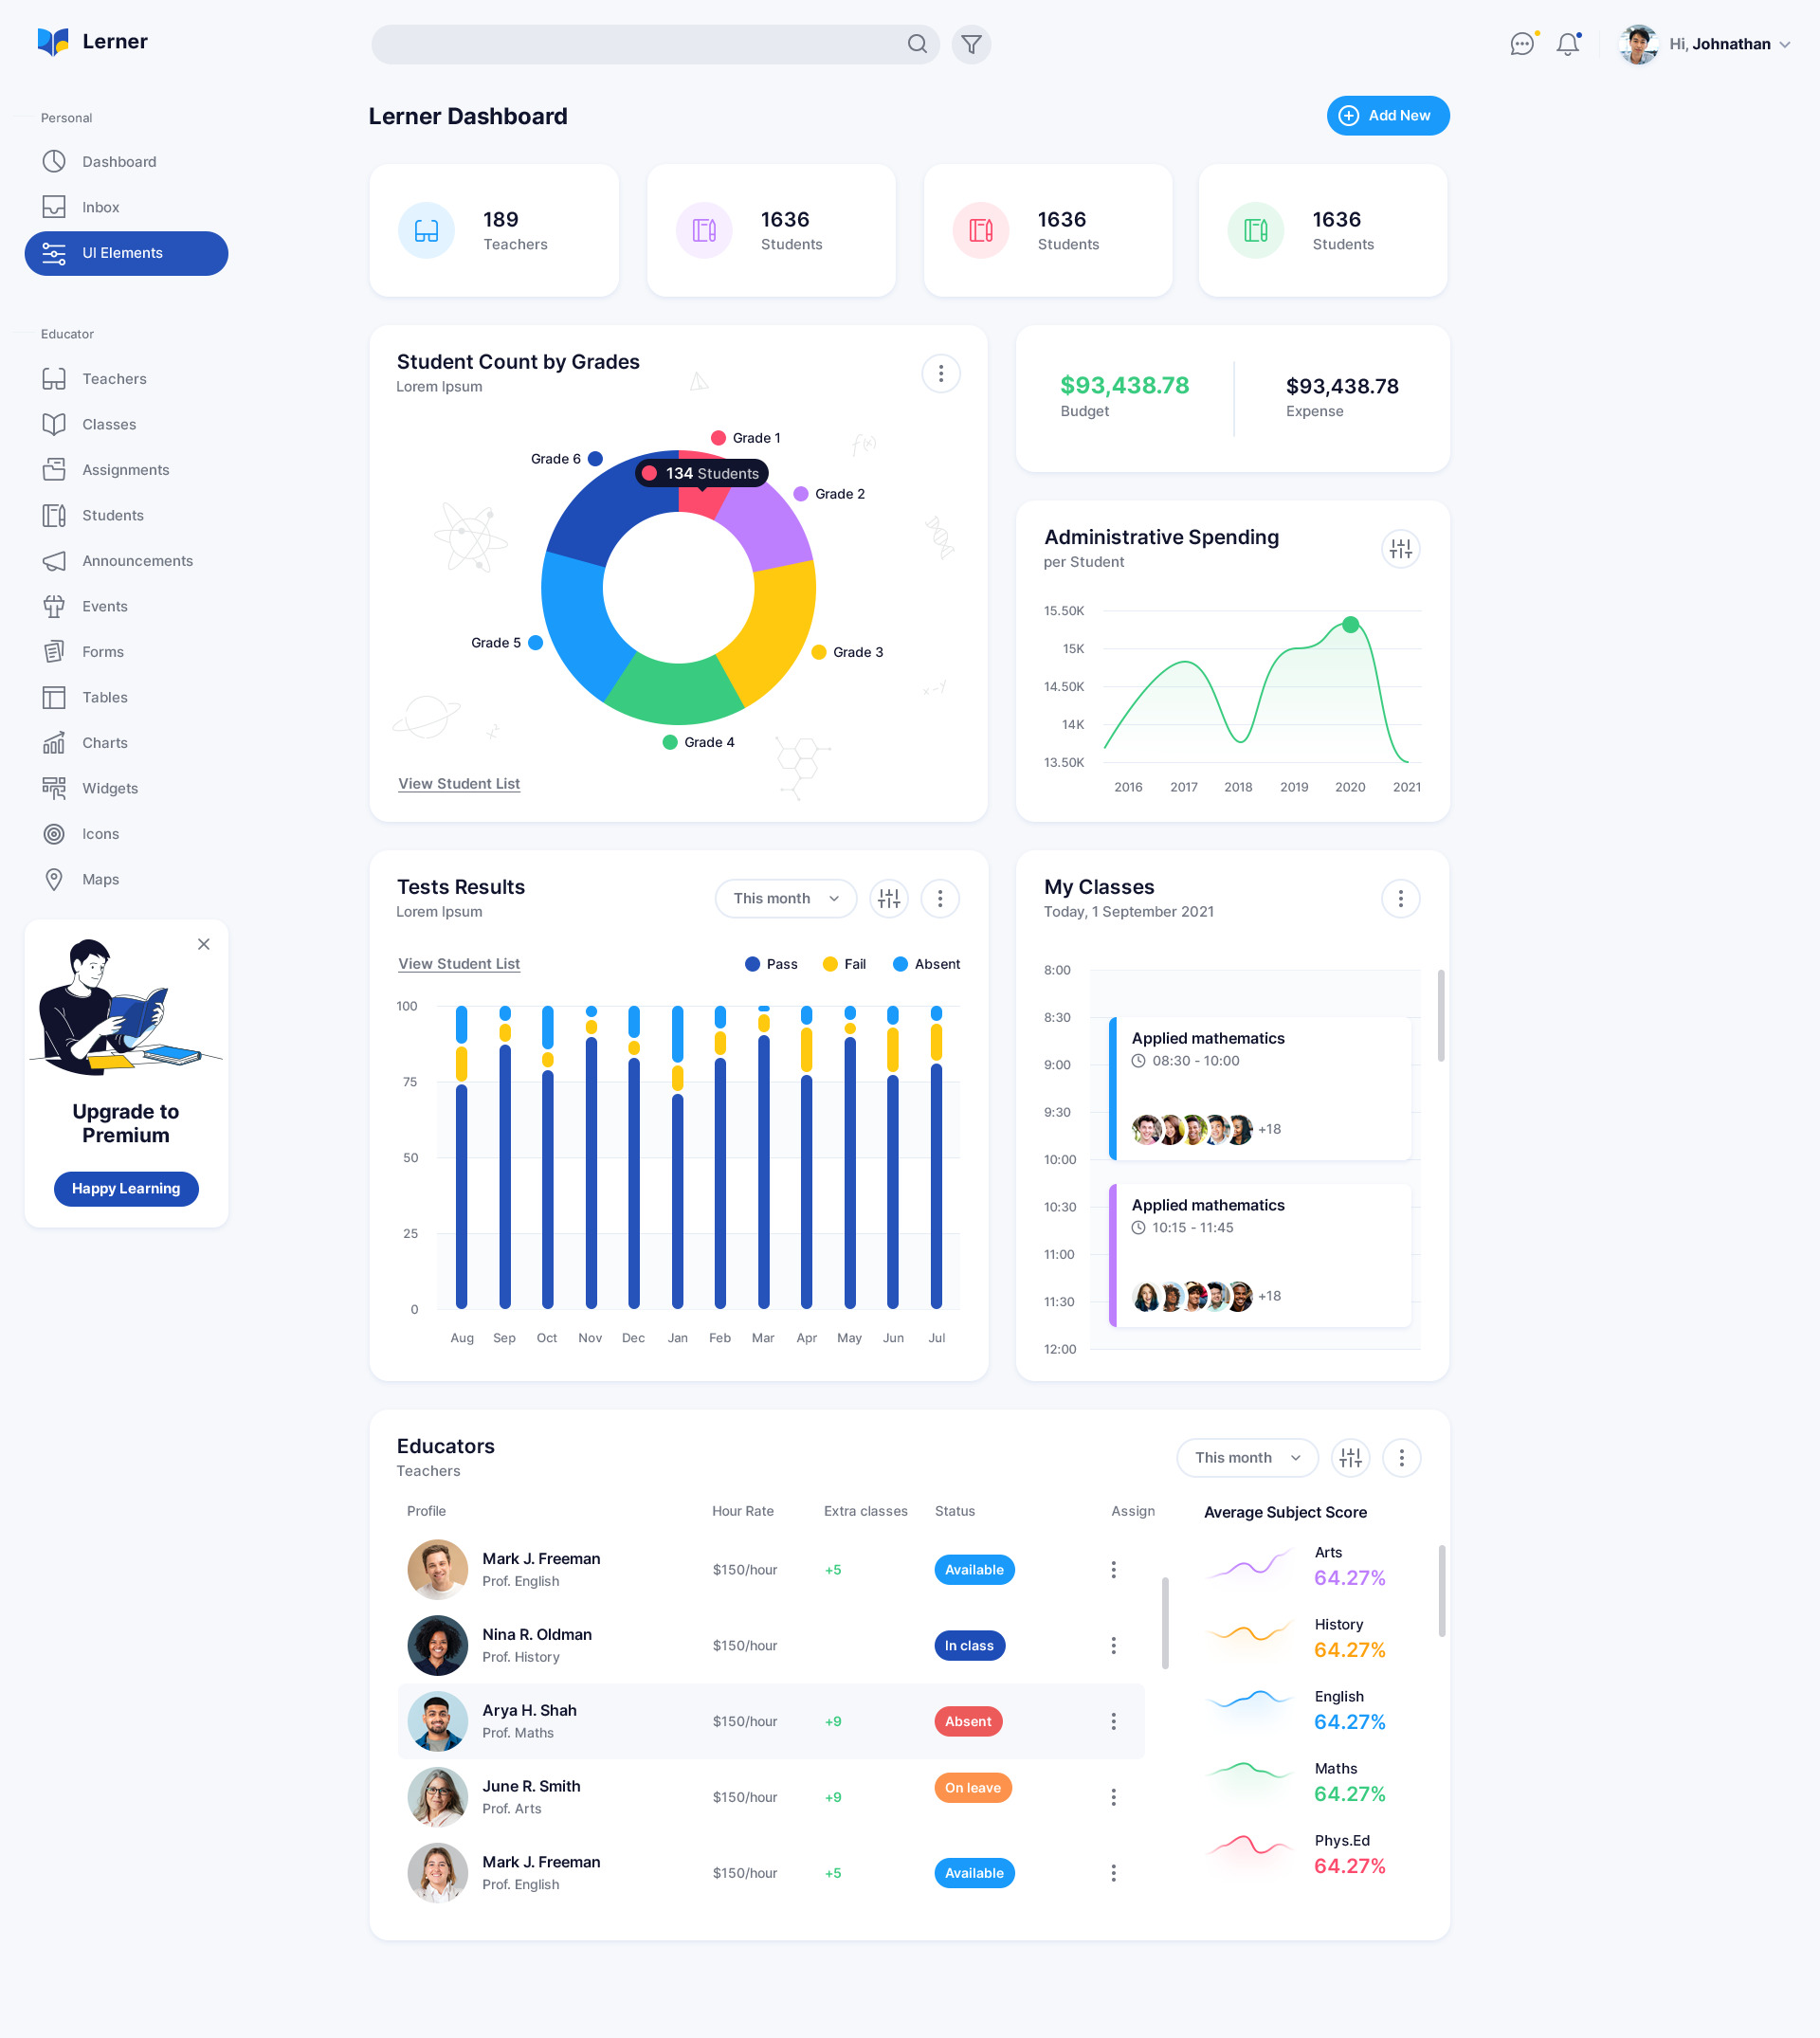 Lerner
Hi, Johnathan
Personal
Dashboard
Inbox
UI Elements
Educator
Teachers
Classes
Assignments
Students
Announcements
Events
Forms
Tables
Charts
Widgets
Icons
Maps
Upgrade to
Premium
Happy Learning
Lerner Dashboard
Add New
189
Teachers
1636
Students
1636
Students
1636
Students
Student Count by Grades
Lorem Ipsum
Grade 1
Grade 6
134 Students
Grade 2
f(x)
Grade 5
Grade 3
x-y
x²
Grade 4
View Student List
$93,438.78
Budget
$93,438.78
Expense
Administrative Spending
per Student
15.50K
15K
14.50K
14K
13.50K
2016 2017 2018 2019 2020 2021
Tests Results
Lorem Ipsum
This month
View Student List
Pass Fail Absent
100
75
50
25
0
Aug Sep Oct Nov Dec Jan Feb Mar Apr May Jun Jul
My Classes
Today, 1 September 2021
8:00
8:30
Applied mathematics
08:30 - 10:00
9:00
9:30
+18
10:00
Applied mathematics
10:30
10:15 - 11:45
11:00
+18
11:30
12:00
Educators
Teachers
This month
Profile Hour Rate Extra classes Status Assign
Mark J. Freeman
Prof. English
$150/hour +5 Available
Nina R. Oldman
Prof. History
$150/hour In class
Arya H. Shah
Prof. Maths
$150/hour +9 Absent
June R. Smith
Prof. Arts
$150/hour +9 On leave
Mark J. Freeman
Prof. English
$150/hour +5 Available
Average Subject Score
Arts
64.27%
History
64.27%
English
64.27%
Maths
64.27%
Phys.Ed
64.27%